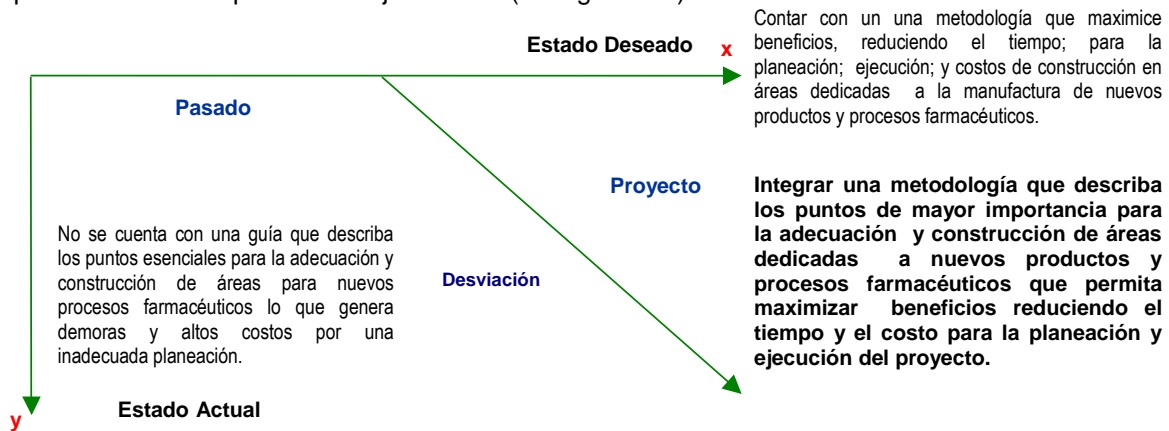 Contar con un una metodología que maximice
Estado Deseado x beneficios, reduciendo el tiempo; para la
planeación; ejecución; y costos de construcción en
áreas dedicadas a la manufactura de nuevos
productos y procesos farmacéuticos.
Pasado
Proyecto
Integrar una metodología que describa
los puntos de mayor importancia para
la adecuación y construcción de áreas
dedicadas a nuevos productos y
procesos farmacéuticos que permita
maximizar beneficios reduciendo el
tiempo y el costo para la planeación y
ejecución del proyecto.
No se cuenta con una guía que describa
los puntos esenciales para la adecuación y
construcción de áreas para nuevos
procesos farmacéuticos lo que genera
demoras y altos costos por una
inadecuada planeación.
Desviación
Estado Actual
y